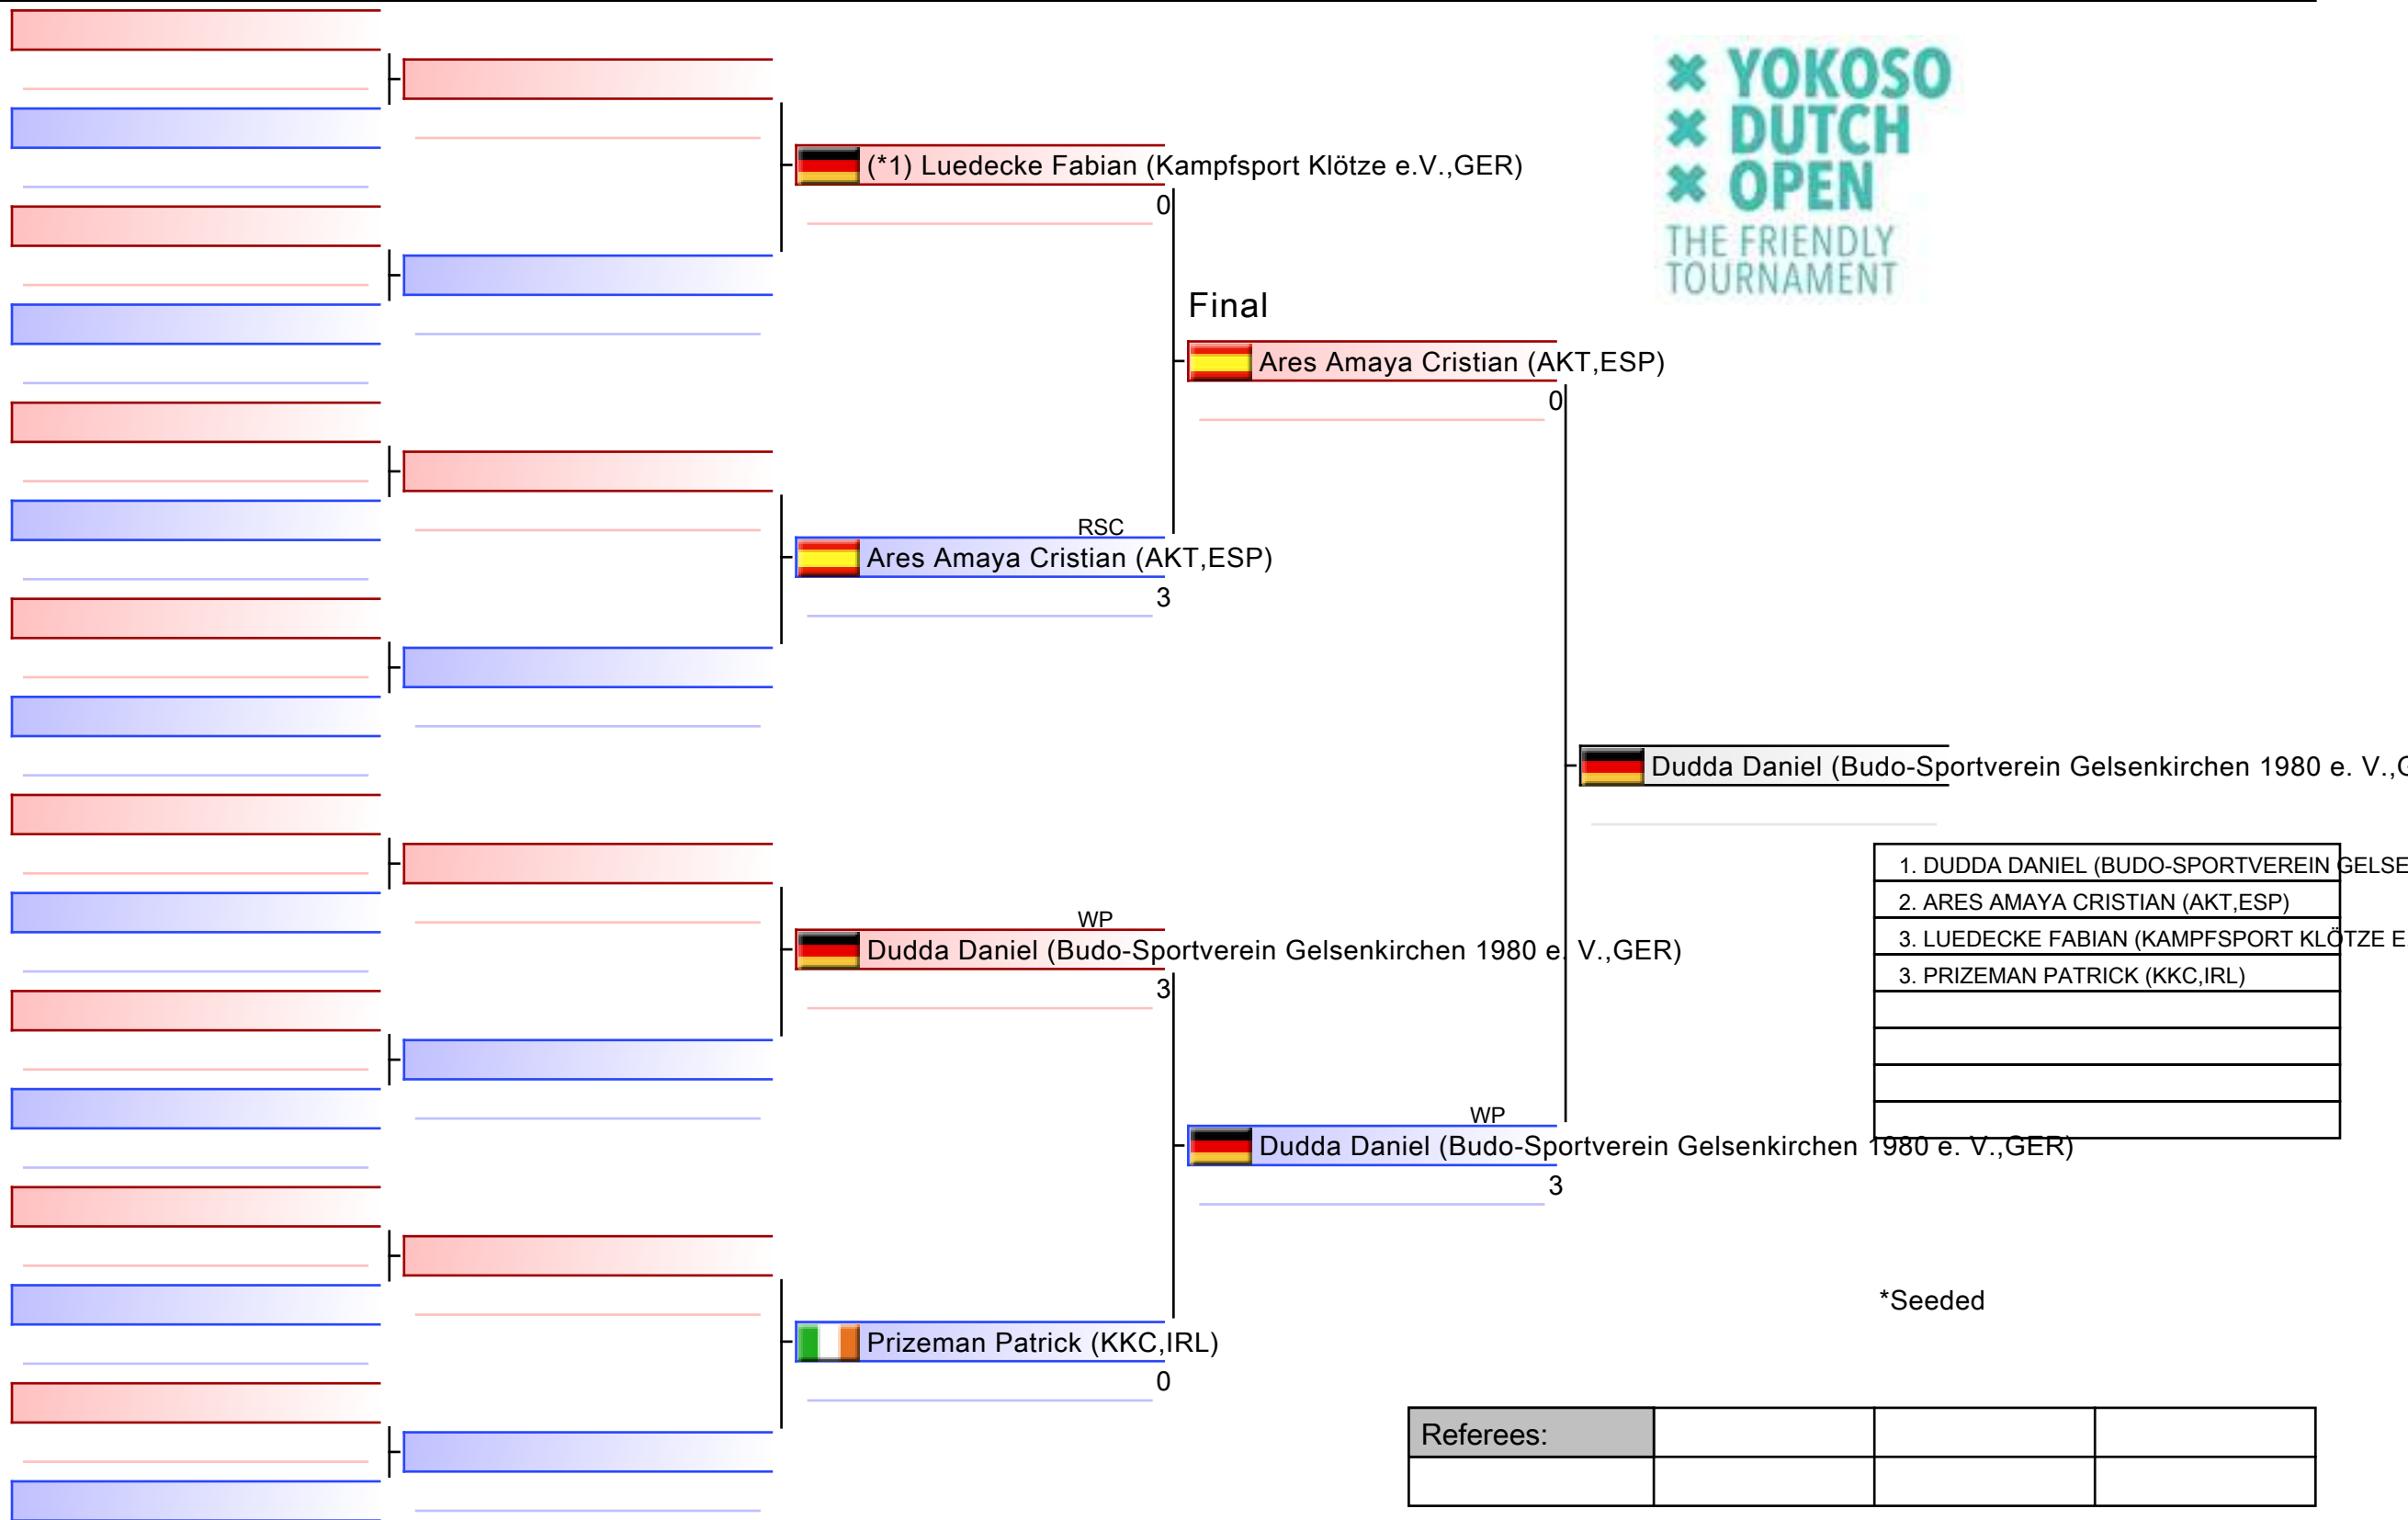 YOKOSO
DUTCH
OPEN
THE FRIENDLY
TOURNAMENT
(*1) Luedecke Fabian (Kampfsport Klötze e.V.,GER)
0
Final
Ares Amaya Cristian (AKT,ESP)
0
RSC
Ares Amaya Cristian (AKT,ESP)
3
Dudda Daniel (Budo-Sportverein Gelsenkirchen 1980 e. V.,G
1. DUDDA DANIEL (BUDO-SPORTVEREIN GELSE
2. ARES AMAYA CRISTIAN (AKT,ESP)
3. LUEDECKE FABIAN (KAMPFSPORT KLÖTZE E
3. PRIZEMAN PATRICK (KKC,IRL)
WP
Dudda Daniel (Budo-Sportverein Gelsenkirchen 1980 e. V.,GER)
3
WP
Dudda Daniel (Budo-Sportverein Gelsenkirchen 1980 e. V.,GER)
3
Prizeman Patrick (KKC,IRL)
0
*Seeded
Referees: